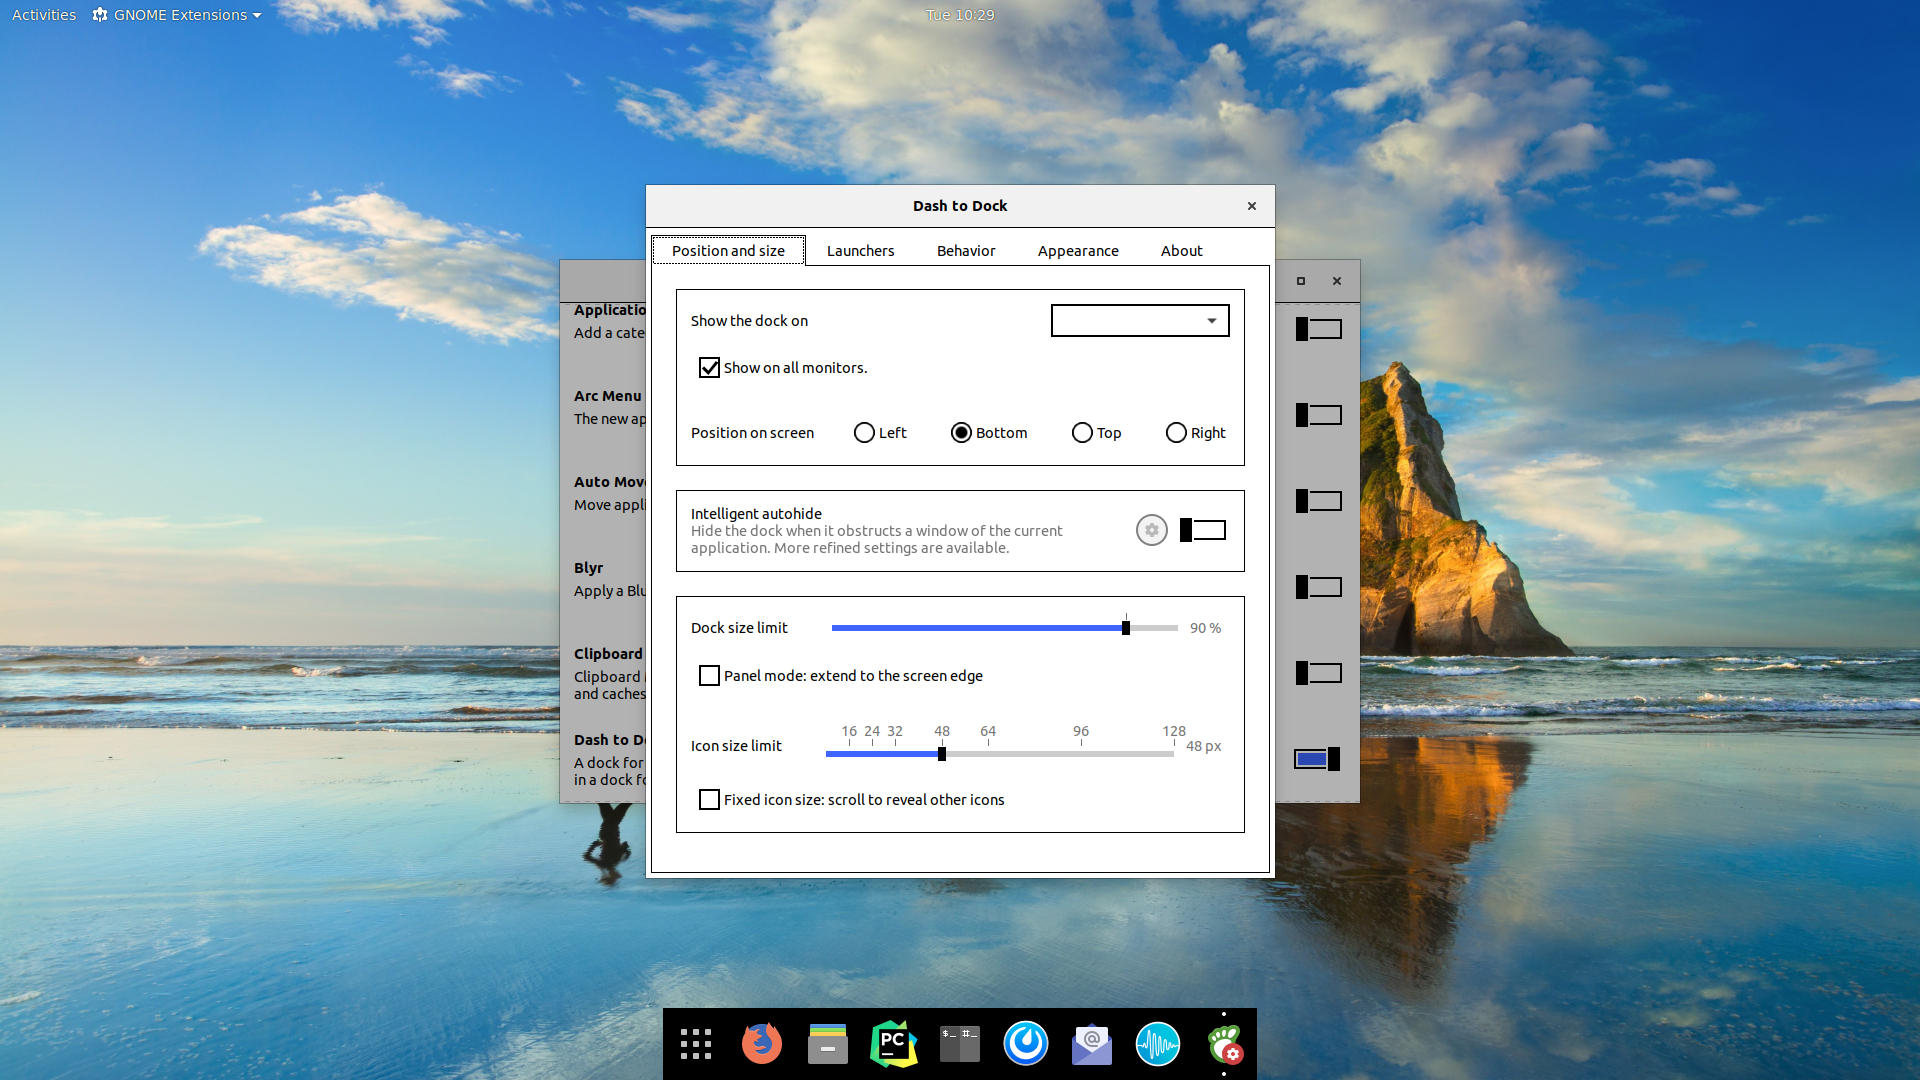 Activities
GNOME Extensions
Tue 10:29
Dash to Dock
Position and size
Launchers
Behavior
Appearance
About
Show the dock on
Show on all monitors.
Position on screen
Left
Bottom
Top
Right
Intelligent autohide
Hide the dock when it obstructs a window of the current
application. More refined settings are available.
Dock size limit
90 %
Panel mode: extend to the screen edge
16 24 32 48 64 96 128
Icon size limit
48 px
Fixed icon size: scroll to reveal other icons
Applicatio
Add a cate
Arc Menu
The new ap
Auto Mov
Move appli
Blyr
Apply a Blu
Clipboard
Clipboard
and caches
Dash to D
A dock for
in a dock fo
PC
$_ #_
@